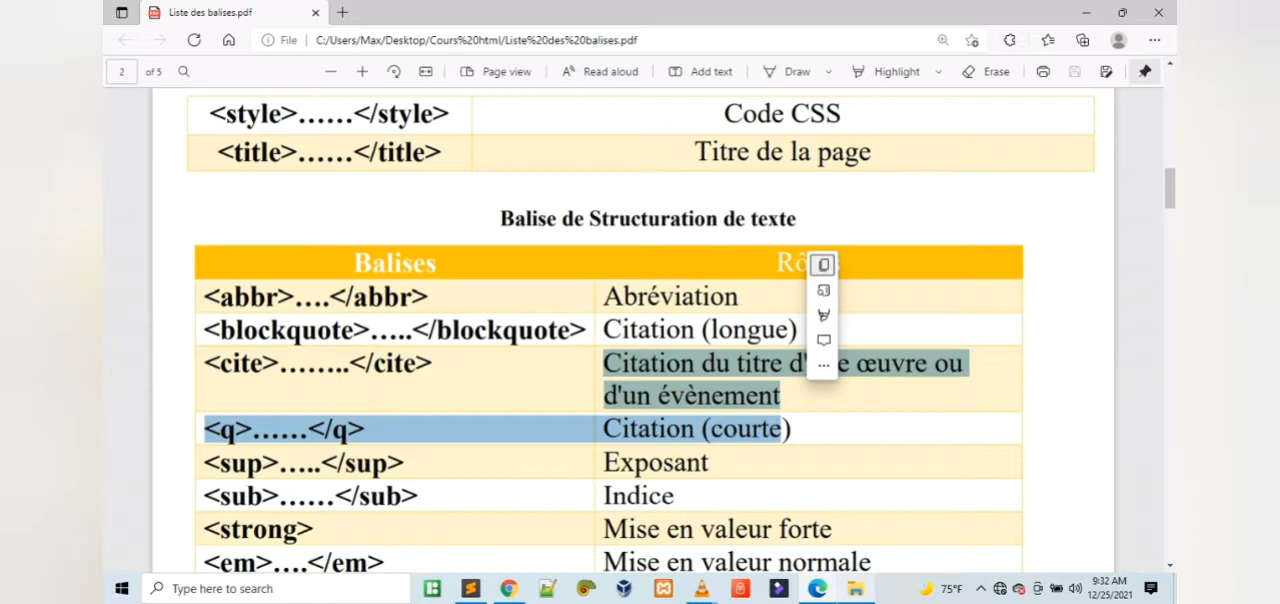 Liste des balises.pdf
File C:/Users/Max/Desktop/Cours%20html/Liste%20des%20balises.pdf
2 of 5 Page view Read aloud Add text Draw Highlight Erase
<style>……</style> Code CSS
<title>……</title> Titre de la page
Balise de Structuration de texte
Balises
<abbr>….</abbr> Abréviation
<blockquote>…..</blockquote> Citation (longue)
<cite>……..</cite> Citation du titre d' œuvre ou
d'un évènement
<q>……</q> Citation (courte)
<sup>…..</sup> Exposant
<sub>……</sub> Indice
<strong> Mise en valeur forte
<em>….</em> Mise en valeur normale
Type here to search 75°F 9:32 AM
12/25/2021